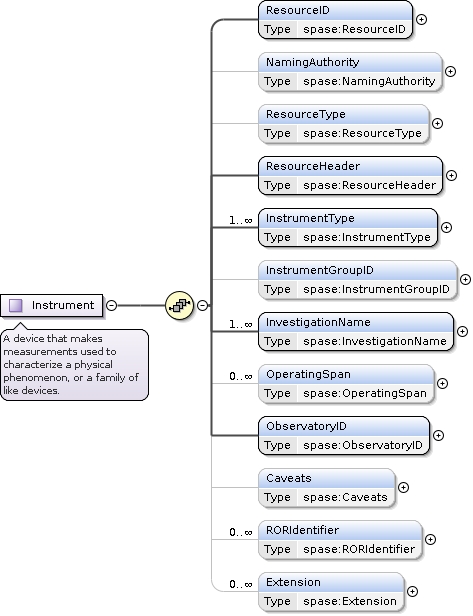 ResourceID
Type spase:ResourceID
NamingAuthority
Type spase:NamingAuthority
ResourceType
Type spase:ResourceType
ResourceHeader
Type spase:ResourceHeader
1..∞
InstrumentType
Type spase:InstrumentType
InstrumentGroupID
Type spase:InstrumentGroupID
Instrument
A device that makes
measurements used to
characterize a physical
phenomenon, or a family of
like devices.
1..∞
InvestigationName
Type spase:InvestigationName
0..∞
OperatingSpan
Type spase:OperatingSpan
ObservatoryID
Type spase:ObservatoryID
Caveats
Type spase:Caveats
0..∞
RORIdentifier
Type spase:RORIdentifier
0..∞
Extension
Type spase:Extension